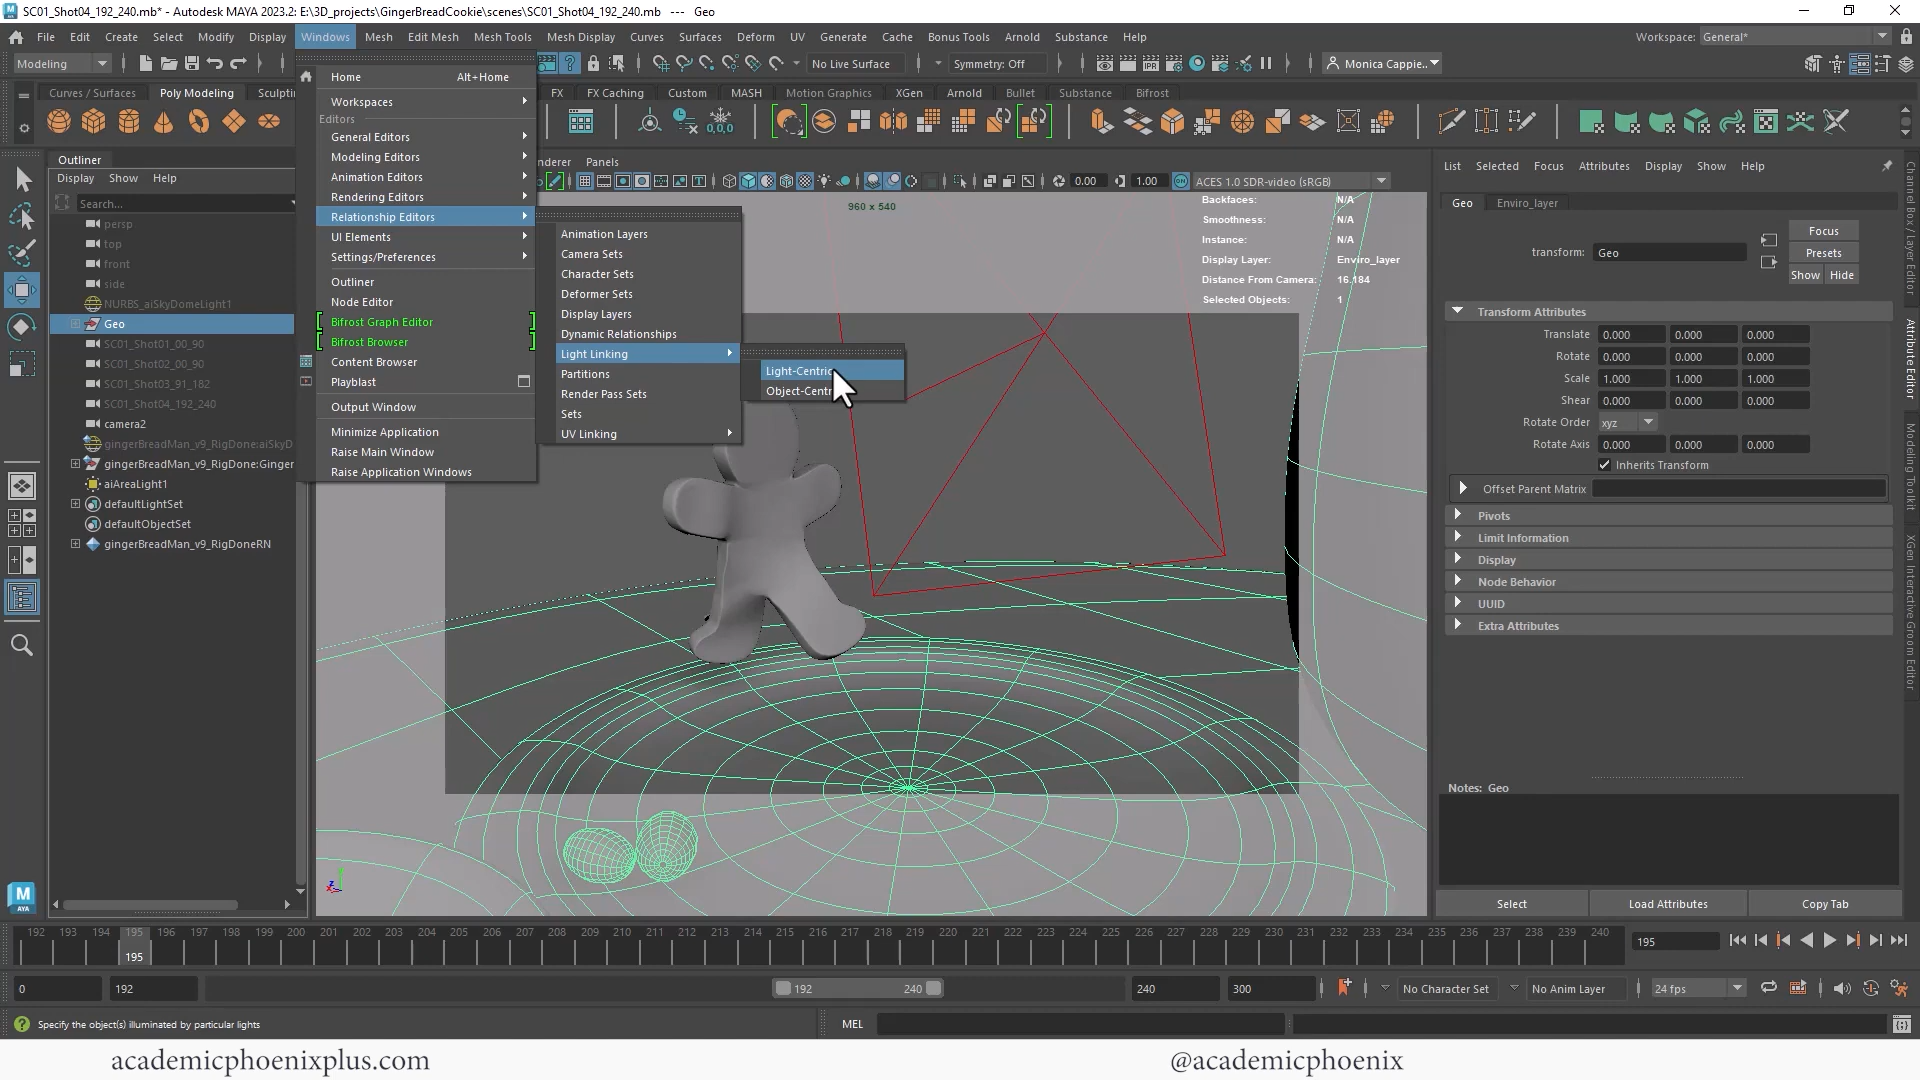 SC01_Shot04_192_240.mb* - Autodesk MAYA 2023.2: E:\3D_projects\GingerBreadCookie\scenes\SC01_Shot04_192_240.mb --- Geo
File Edit Create Select Modify Display Windows Mesh Edit Mesh Mesh Tools Mesh Display Curves Surfaces Deform UV Generate Cache Bonus Tools Arnold Substance Help
Workspace: General*
Modeling No Live Surface Symmetry: Off Monica Cappie...
Curves / Surfaces Poly Modeling Sculptin FX FX Caching Custom MASH Motion Graphics XGen Arnold Bullet Substance Bifrost
Outliner
Display Show Help
Search...
persp
top
front
side
NURBS_aiSkyDomeLight1
Geo
SC01_Shot01_00_90
SC01_Shot02_00_90
SC01_Shot03_91_182
SC01_Shot04_192_240
camera2
gingerBreadMan_v9_RigDone:aiSkyD
gingerBreadMan_v9_RigDone:Ginger
aiAreaLight1
defaultLightSet
defaultObjectSet
gingerBreadMan_v9_RigDoneRN
Home Alt+Home
Workspaces
Editors
General Editors
Modeling Editors
Animation Editors
Rendering Editors
Relationship Editors
UI Elements
Settings/Preferences
Outliner
Node Editor
Bifrost Graph Editor
Bifrost Browser
Content Browser
Playblast
Output Window
Minimize Application
Raise Main Window
Raise Application Windows
Animation Layers
Camera Sets
Character Sets
Deformer Sets
Display Layers
Dynamic Relationships
Light Linking
Partitions
Render Pass Sets
Sets
UV Linking
Light-Centric
Object-Centr
nderer Panels
0.00 1.00 ACES 1.0 SDR-video (sRGB)
960 x 540
Backfaces: N/A
Smoothness: N/A
Instance: N/A
Display Layer: Enviro_layer
Distance From Camera: 16.184
Selected Objects: 1
List Selected Focus Attributes Display Show Help
Geo Enviro_layer
Focus
transform: Geo Presets
Show Hide
Transform Attributes
Translate 0.000 0.000 0.000
Rotate 0.000 0.000 0.000
Scale 1.000 1.000 1.000
Shear 0.000 0.000 0.000
Rotate Order xyz
Rotate Axis 0.000 0.000 0.000
Inherits Transform
Offset Parent Matrix
Pivots
Limit Information
Display
Node Behavior
UUID
Extra Attributes
Notes: Geo
Select Load Attributes Copy Tab
Channel Box / Layer Editor
Attribute Editor
Modeling Toolkit
XGen Interactive Groom Editor
192 193 194 195 196 197 198 199 200 201 202 203 204 205 206 207 208 209 210 211 212 213 214 215 216 217 218 219 220 221 222 223 224 225 226 227 228 229 230 231 232 233 234 235 236 237 238 239 240
195
195
0 192 192 240 240 300 No Character Set No Anim Layer 24 fps
Specify the object(s) illuminated by particular lights
MEL
M
AYA
academicphoenixplus.com
@academicphoenix